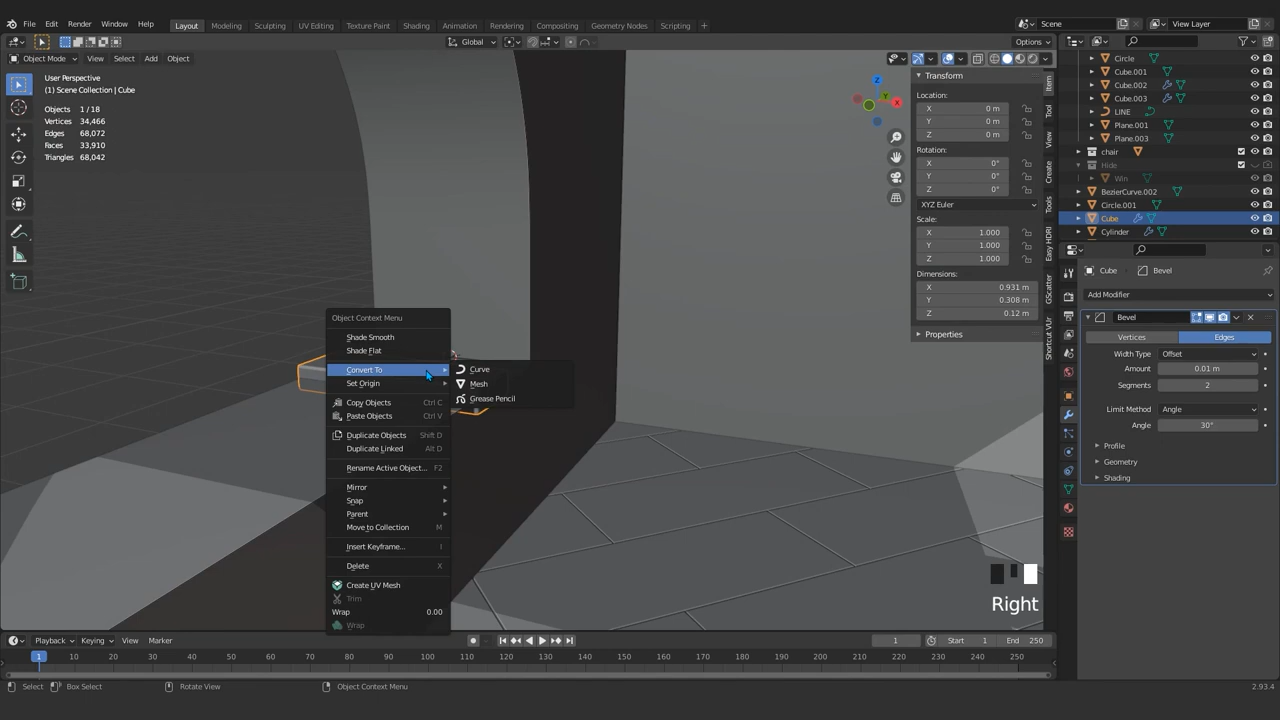 File Edit Render Window Help
Layout Modeling Sculpting UV Editing Texture Paint Shading Animation Rendering Compositing Geometry Nodes Scripting +
Scene
View Layer
Global
Options
Object Mode View Select Add Object
User Perspective
(1) Scene Collection | Cube
Objects 1/18
Vertices 34,466
Edges 68,072
Faces 33,910
Triangles 68,042
Z
Y
X
Transform
Location:
X 0 m
Y 0 m
Z 0 m
Rotation:
X 0°
Y 0°
Z 0°
XYZ Euler
Scale:
X 1.000
Y 1.000
Z 1.000
Dimensions:
X 0.931 m
Y 0.308 m
Z 0.12 m
Properties
Item
Tool
View
Create
Tools
Easy HDRI
GScatter
Shortcut VUr
Circle
Cube.001
Cube.002
Cube.003
LINE
Plane.001
Plane.003
chair
Hide
Win
BezierCurve.002
Circle.001
Cube
Cylinder
Cube Bevel
Add Modifier
Bevel
Vertices Edges
Width Type Offset
Amount 0.01 m
Segments 2
Limit Method Angle
Angle 30°
Profile
Geometry
Shading
Object Context Menu
Shade Smooth
Shade Flat
Convert To
Set Origin
Copy Objects Ctrl C
Paste Objects Ctrl V
Duplicate Objects Shift D
Duplicate Linked Alt D
Rename Active Object... F2
Mirror
Snap
Parent
Move to Collection M
Insert Keyframe... I
Delete X
Create UV Mesh
Trim
Wrap 0.00
Wrap
Curve
Mesh
Grease Pencil
Right
Playback Keying View Marker
1
Start 1
End 250
1 10 20 30 40 50 60 70 80 90 100 110 120 130 140 150 160 170 180 190 200 210 220 230 240 250
Select Box Select Rotate View Object Context Menu
2.93.4